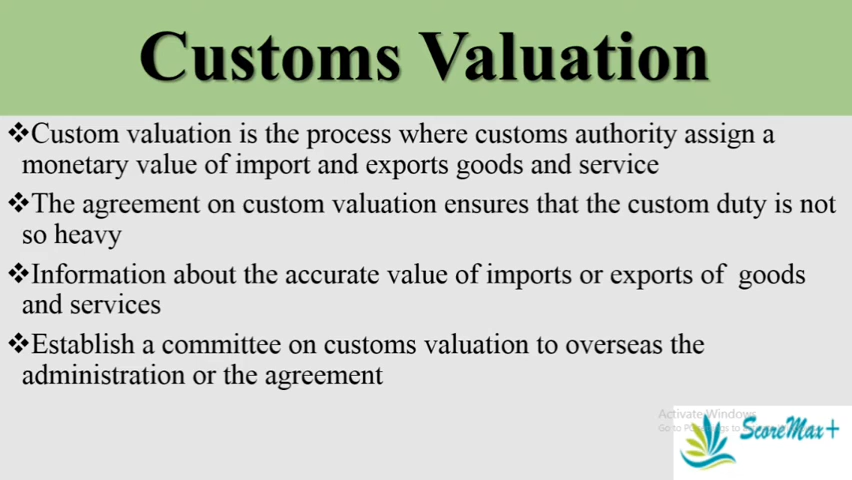 Customs Valuation
❖Custom valuation is the process where customs authority assign a
monetary value of import and exports goods and service
❖The agreement on custom valuation ensures that the custom duty is not
so heavy
❖Information about the accurate value of imports or exports of goods
and services
❖Establish a committee on customs valuation to overseas the
administration or the agreement
Activate Windows
Go to
ScoreMax+